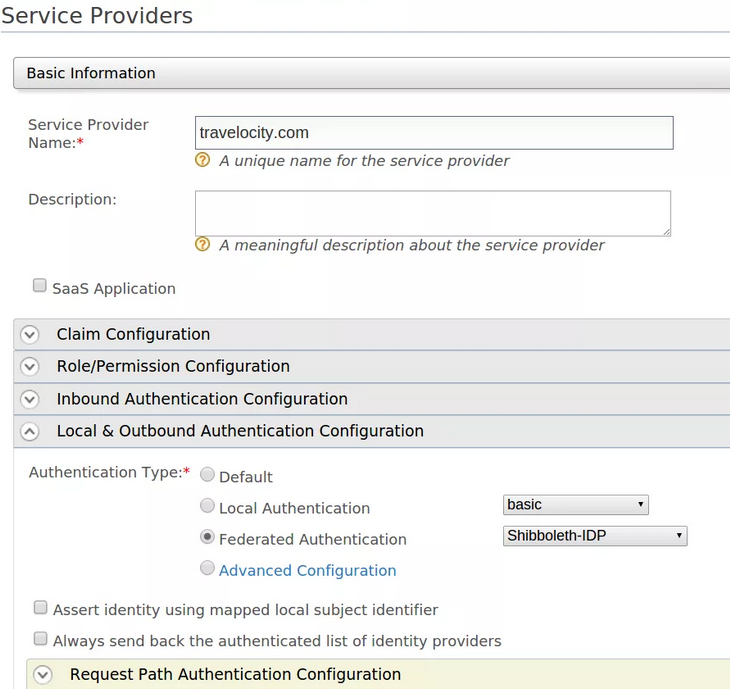 Service Providers
Basic Information
Service Provider
Name:*
travelocity.com
? A unique name for the service provider
Description:
? A meaningful description about the service provider
SaaS Application
Claim Configuration
Role/Permission Configuration
Inbound Authentication Configuration
Local & Outbound Authentication Configuration
Authentication Type:* Default
Local Authentication basic
Federated Authentication Shibboleth-IDP
Advanced Configuration
Assert identity using mapped local subject identifier
Always send back the authenticated list of identity providers
Request Path Authentication Configuration